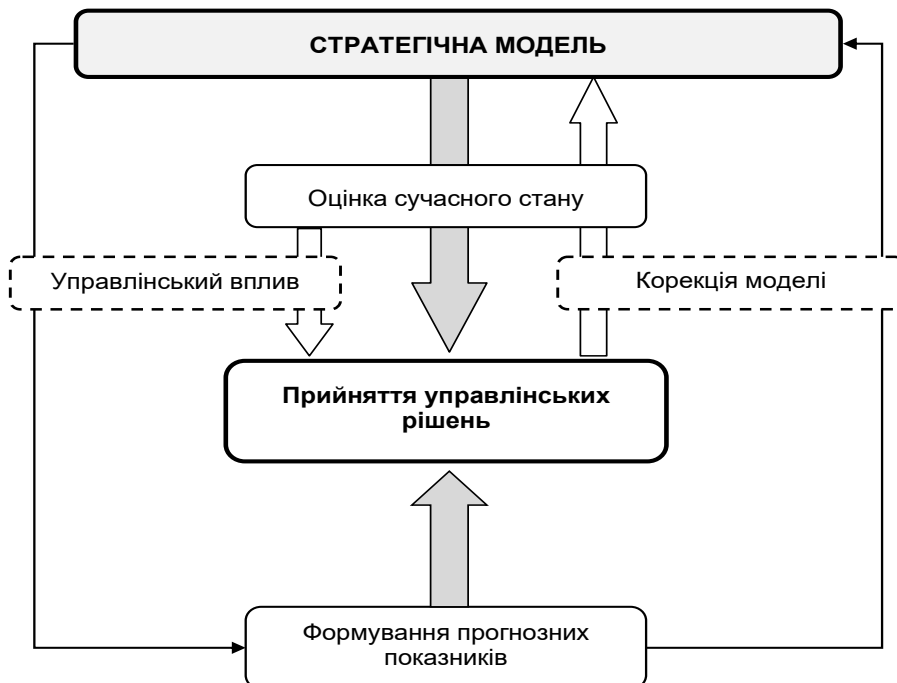 СТРАТЕГІЧНА МОДЕЛЬ
Оцінка сучасного стану
Управлінський вплив
Корекція моделі
Прийняття управлінських
рішень
Формування прогнозних
показників